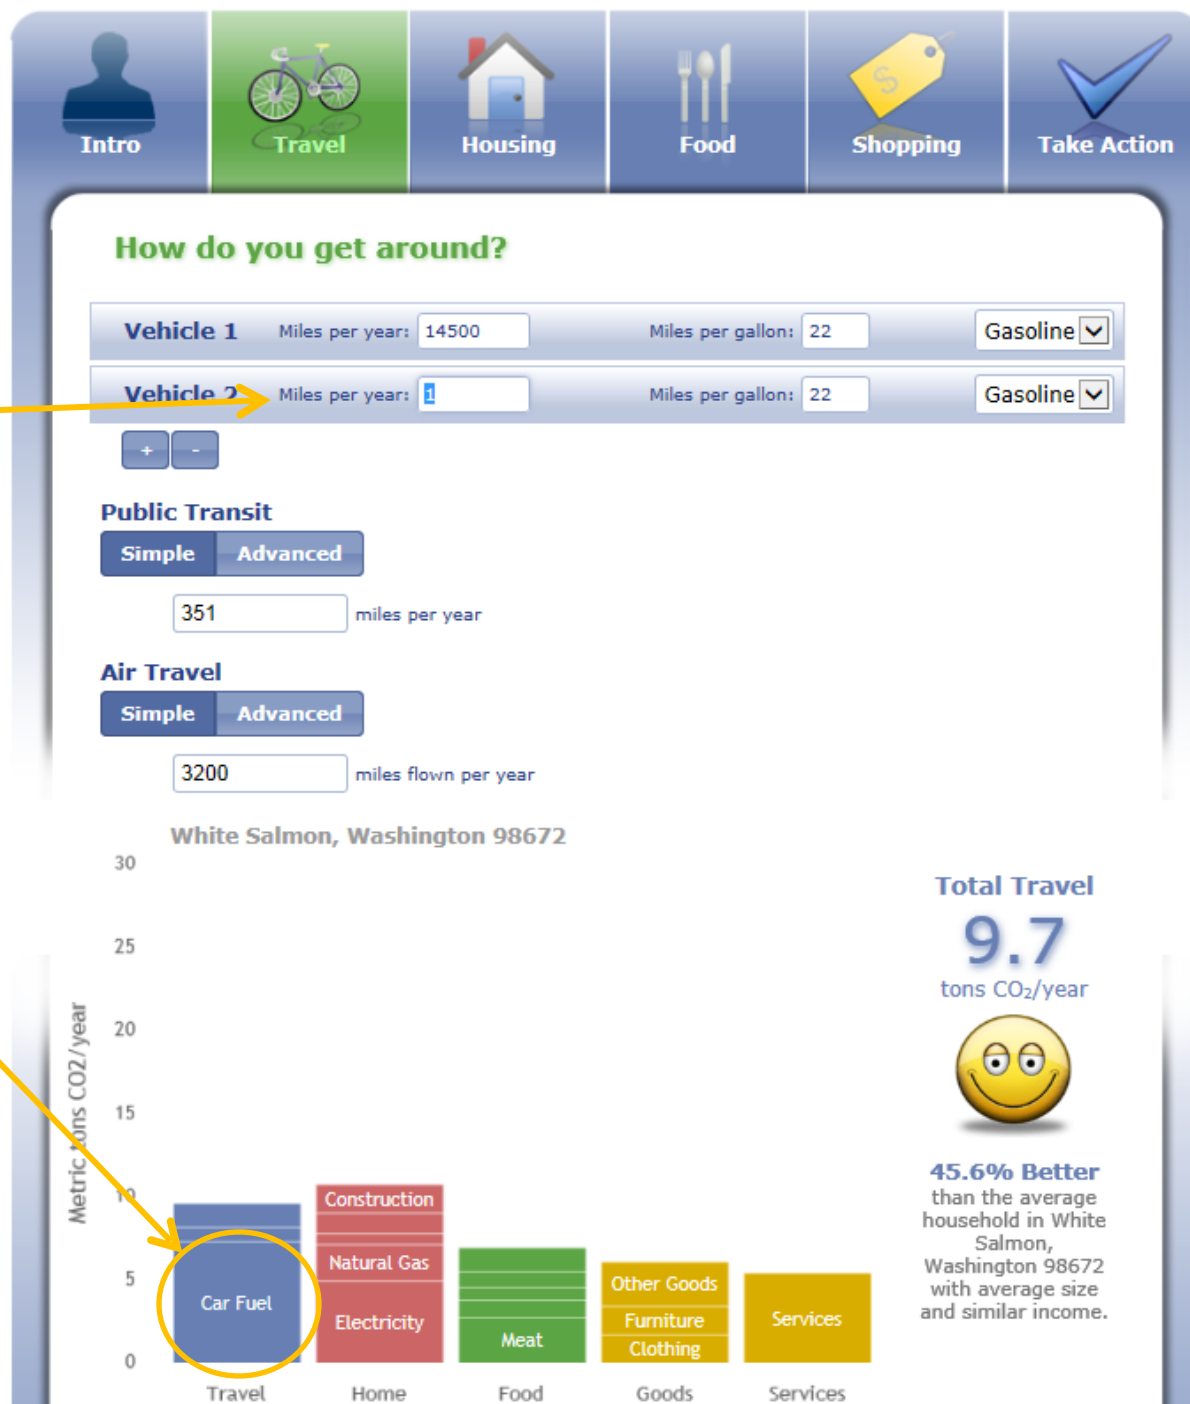 Intro Travel Housing Food Shopping Take Action
How do you get around?
Vehicle 1 Miles per year: 14500 Miles per gallon: 22 Gasoline
Vehicle 2 Miles per year: 1 Miles per gallon: 22 Gasoline
+ -
Public Transit
Simple Advanced
351 miles per year
Air Travel
Simple Advanced
3200 miles flown per year
White Salmon, Washington 98672
30
25
20
15
10
5
0
Metric tons CO2/year
Car Fuel
Construction
Natural Gas
Electricity
Meat
Other Goods
Furniture
Clothing
Services
Travel Home Food Goods Services
Total Travel
9.7
tons CO₂/year
45.6% Better
than the average
household in White
Salmon,
Washington 98672
with average size
and similar income.